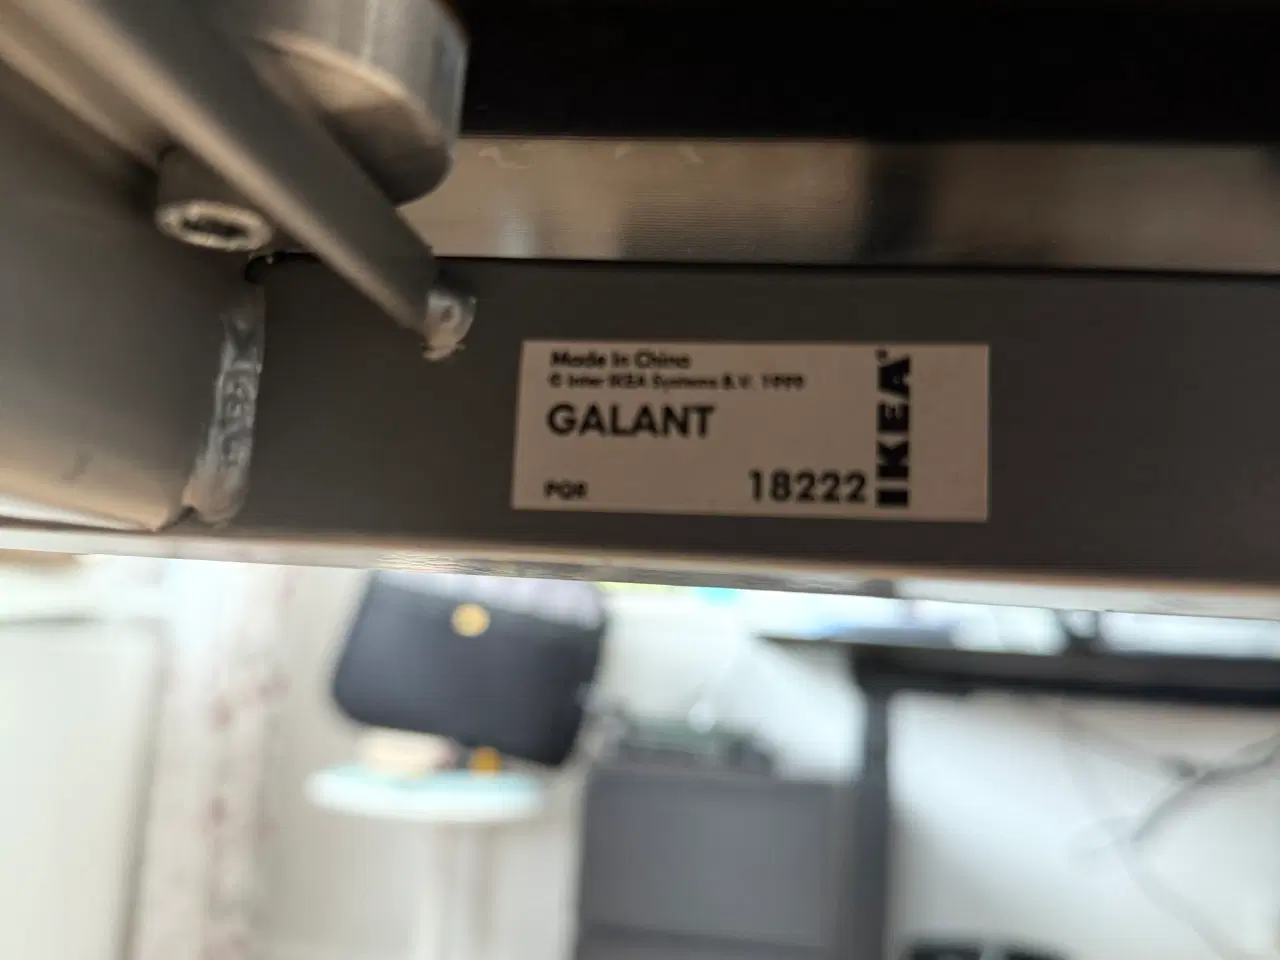 Made in China
© Inter IKEA Systems B.V. 1999
GALANT
PQR
18222
IKEA®